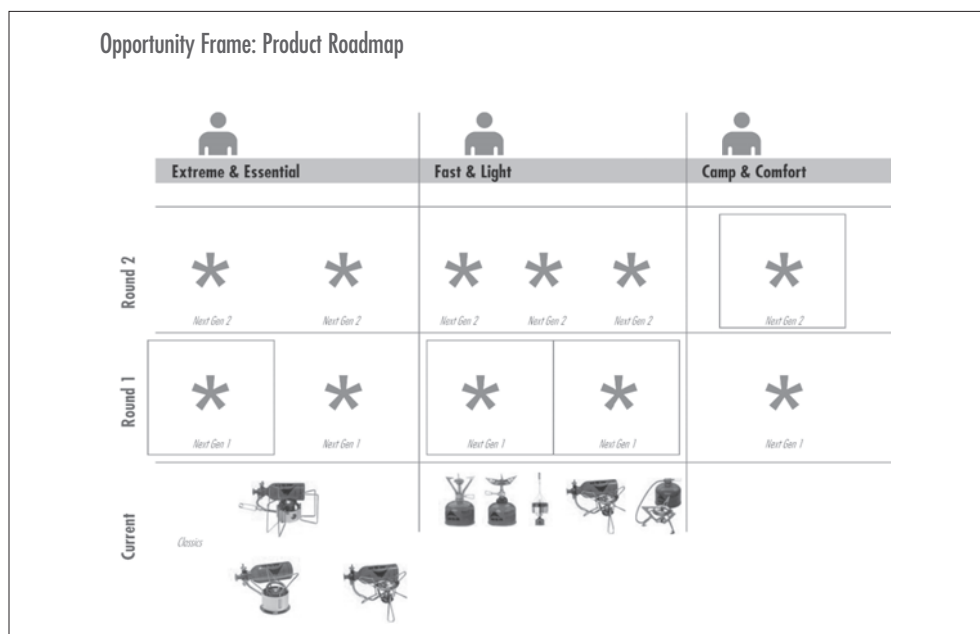 Opportunity Frame: Product Roadmap
Extreme & Essential
Fast & Light
Camp & Comfort
Round 2
Next Gen 2
Next Gen 2
Next Gen 2
Next Gen 2
Next Gen 2
Next Gen 2
Round 1
Next Gen 1
Next Gen 1
Next Gen 1
Next Gen 1
Next Gen 1
Current
Classics